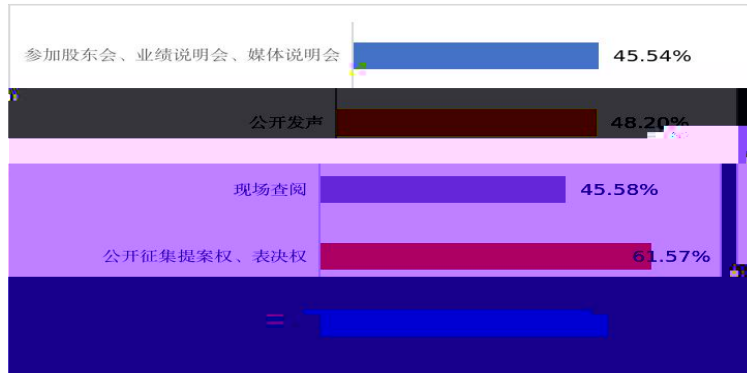 参加股东会、业绩说明会、媒体说明会 45.54%
公开发声 48.20%
现场查阅 45.58%
公开征集提案权、表决权 61.57%